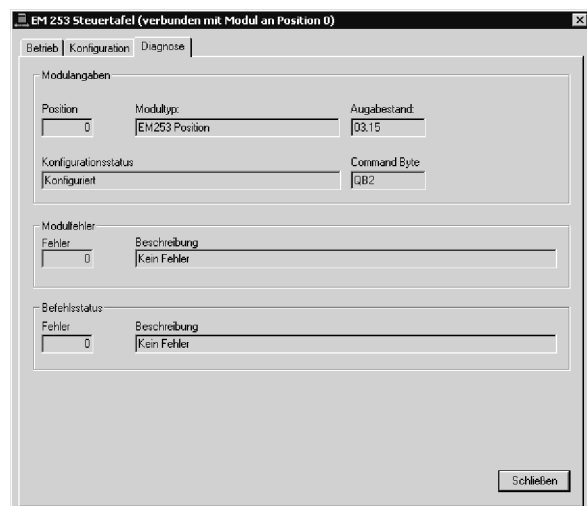 EM 253 Steuertafel (verbunden mit Modul an Position 0)
Betrieb Konfiguration Diagnose
Modulangaben
Position Modultyp: Augabestand:
0 EM253 Position 03.15
Konfigurationsstatus Command Byte
Konfiguriert QB2
Modulfehler
Fehler Beschreibung
0 Kein Fehler
Befehlsstatus
Fehler Beschreibung
0 Kein Fehler
Schließen